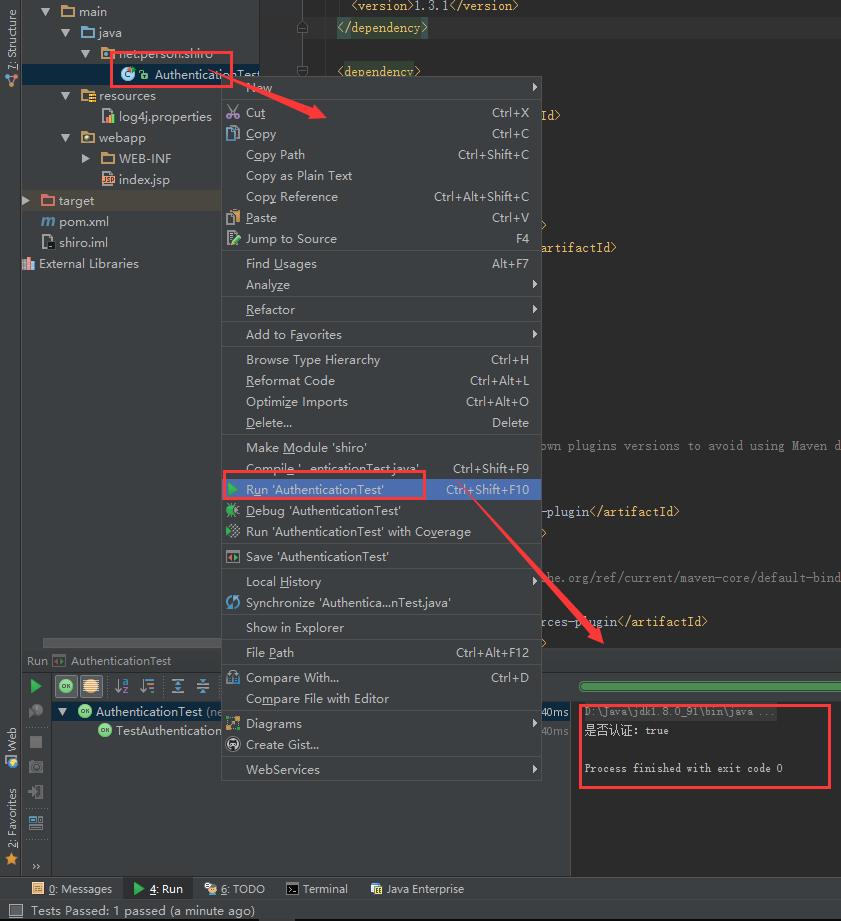 7: Structure
main
java
net.person.shiro
AuthenticationTest
resources
log4j.properties
webapp
WEB-INF
index.jsp
target
pom.xml
shiro.iml
External Libraries
<version>1.3.1</version>
</dependency>
<dependency>
Id>
>
artifactId>
own plugins versions to avoid using Maven d
-plugin</artifactId>
>
he.org/ref/current/maven-core/default-bind
rces-plugin</artifactId>
>
New
Cut Ctrl+X
Copy Ctrl+C
Copy Path Ctrl+Shift+C
Copy as Plain Text
Copy Reference Ctrl+Alt+Shift+C
Paste Ctrl+V
Jump to Source F4
Find Usages Alt+F7
Analyze
Refactor
Add to Favorites
Browse Type Hierarchy Ctrl+H
Reformat Code Ctrl+Alt+L
Optimize Imports Ctrl+Alt+O
Delete... Delete
Make Module 'shiro'
Compile '...enticationTest.java' Ctrl+Shift+F9
Run 'AuthenticationTest' Ctrl+Shift+F10
Debug 'AuthenticationTest'
Run 'AuthenticationTest' with Coverage
Save 'AuthenticationTest'
Local History
Synchronize 'Authentica...nTest.java'
Show in Explorer
File Path Ctrl+Alt+F12
Compare With... Ctrl+D
Compare File with Editor
Diagrams
Create Gist...
WebServices
Run AuthenticationTest
AuthenticationTest (ne 40ms
TestAuthentication 40ms
D:\Java\jdk1.8.0_91\bin\java ...
是否认证：true
Process finished with exit code 0
Web
2: Favorites
0: Messages 4: Run 6: TODO Terminal Java Enterprise
Tests Passed: 1 passed (a minute ago)